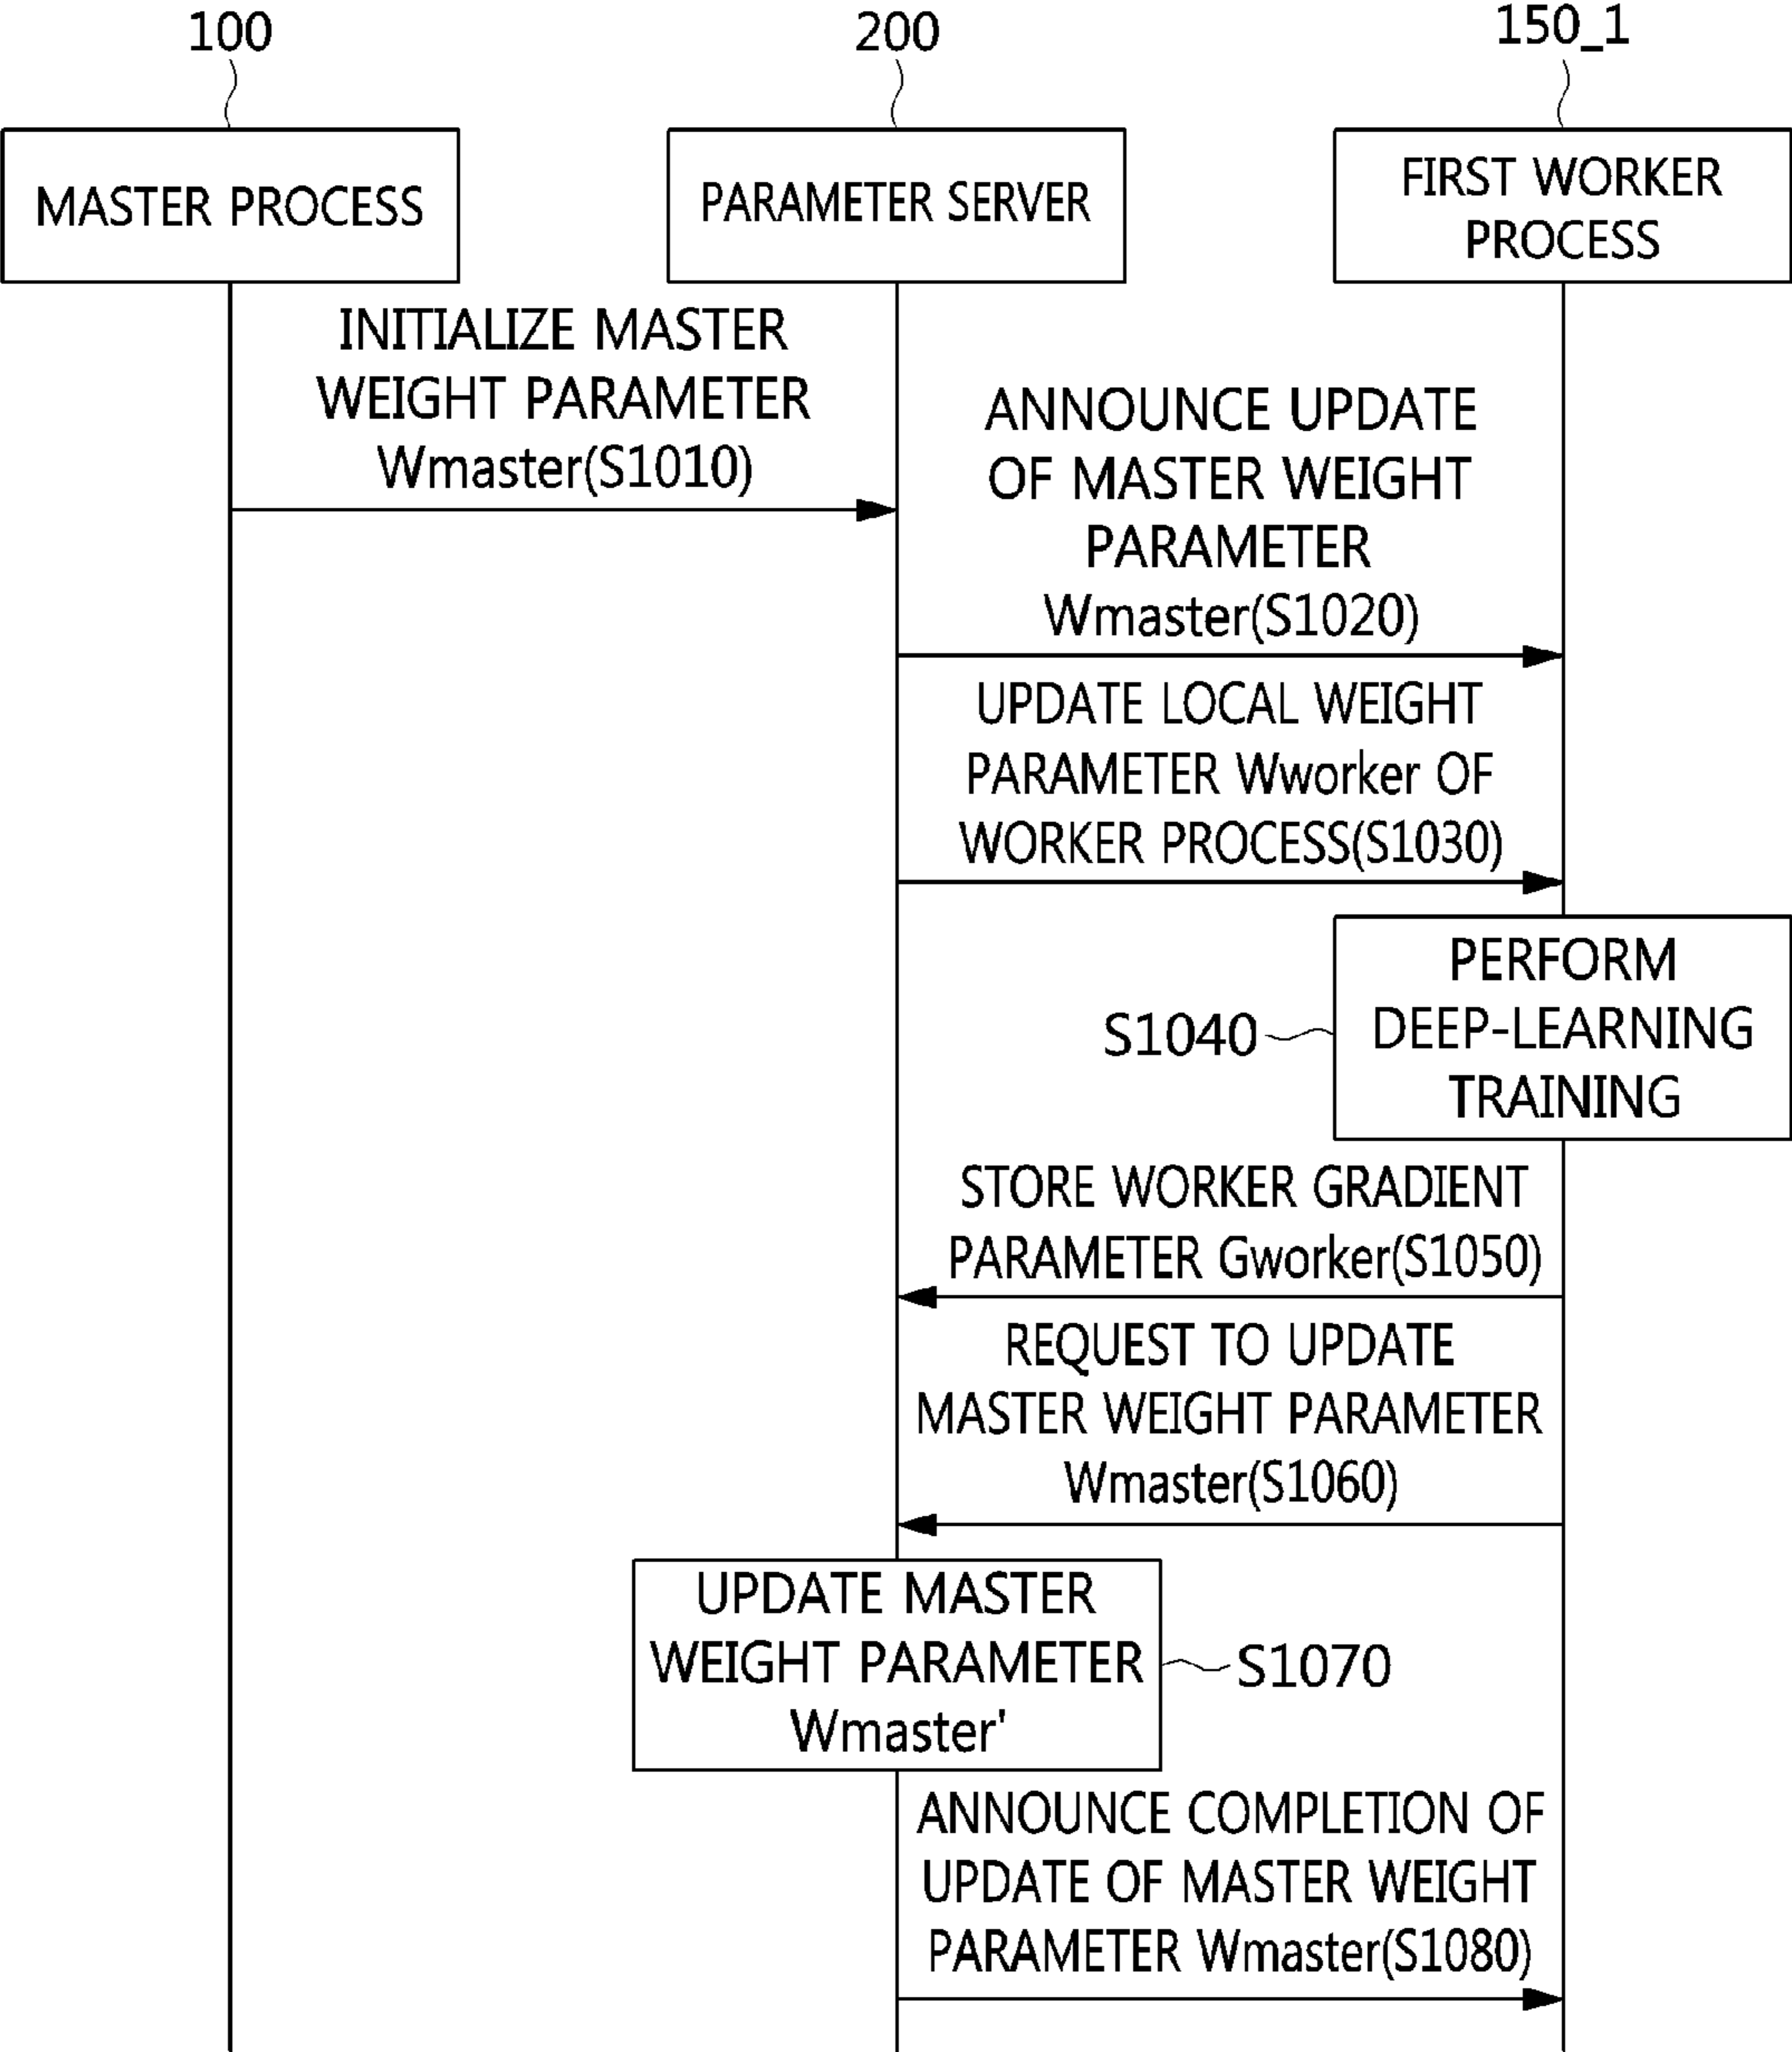 100
200
150_1
MASTER PROCESS
PARAMETER SERVER
FIRST WORKER
PROCESS
INITIALIZE MASTER
WEIGHT PARAMETER
Wmaster(S1010)
ANNOUNCE UPDATE
OF MASTER WEIGHT
PARAMETER
Wmaster(S1020)
UPDATE LOCAL WEIGHT
PARAMETER Wworker OF
WORKER PROCESS(S1030)
PERFORM
DEEP-LEARNING
TRAINING
S1040
STORE WORKER GRADIENT
PARAMETER Gworker(S1050)
REQUEST TO UPDATE
MASTER WEIGHT PARAMETER
Wmaster(S1060)
UPDATE MASTER
WEIGHT PARAMETER
Wmaster'
S1070
ANNOUNCE COMPLETION OF
UPDATE OF MASTER WEIGHT
PARAMETER Wmaster(S1080)